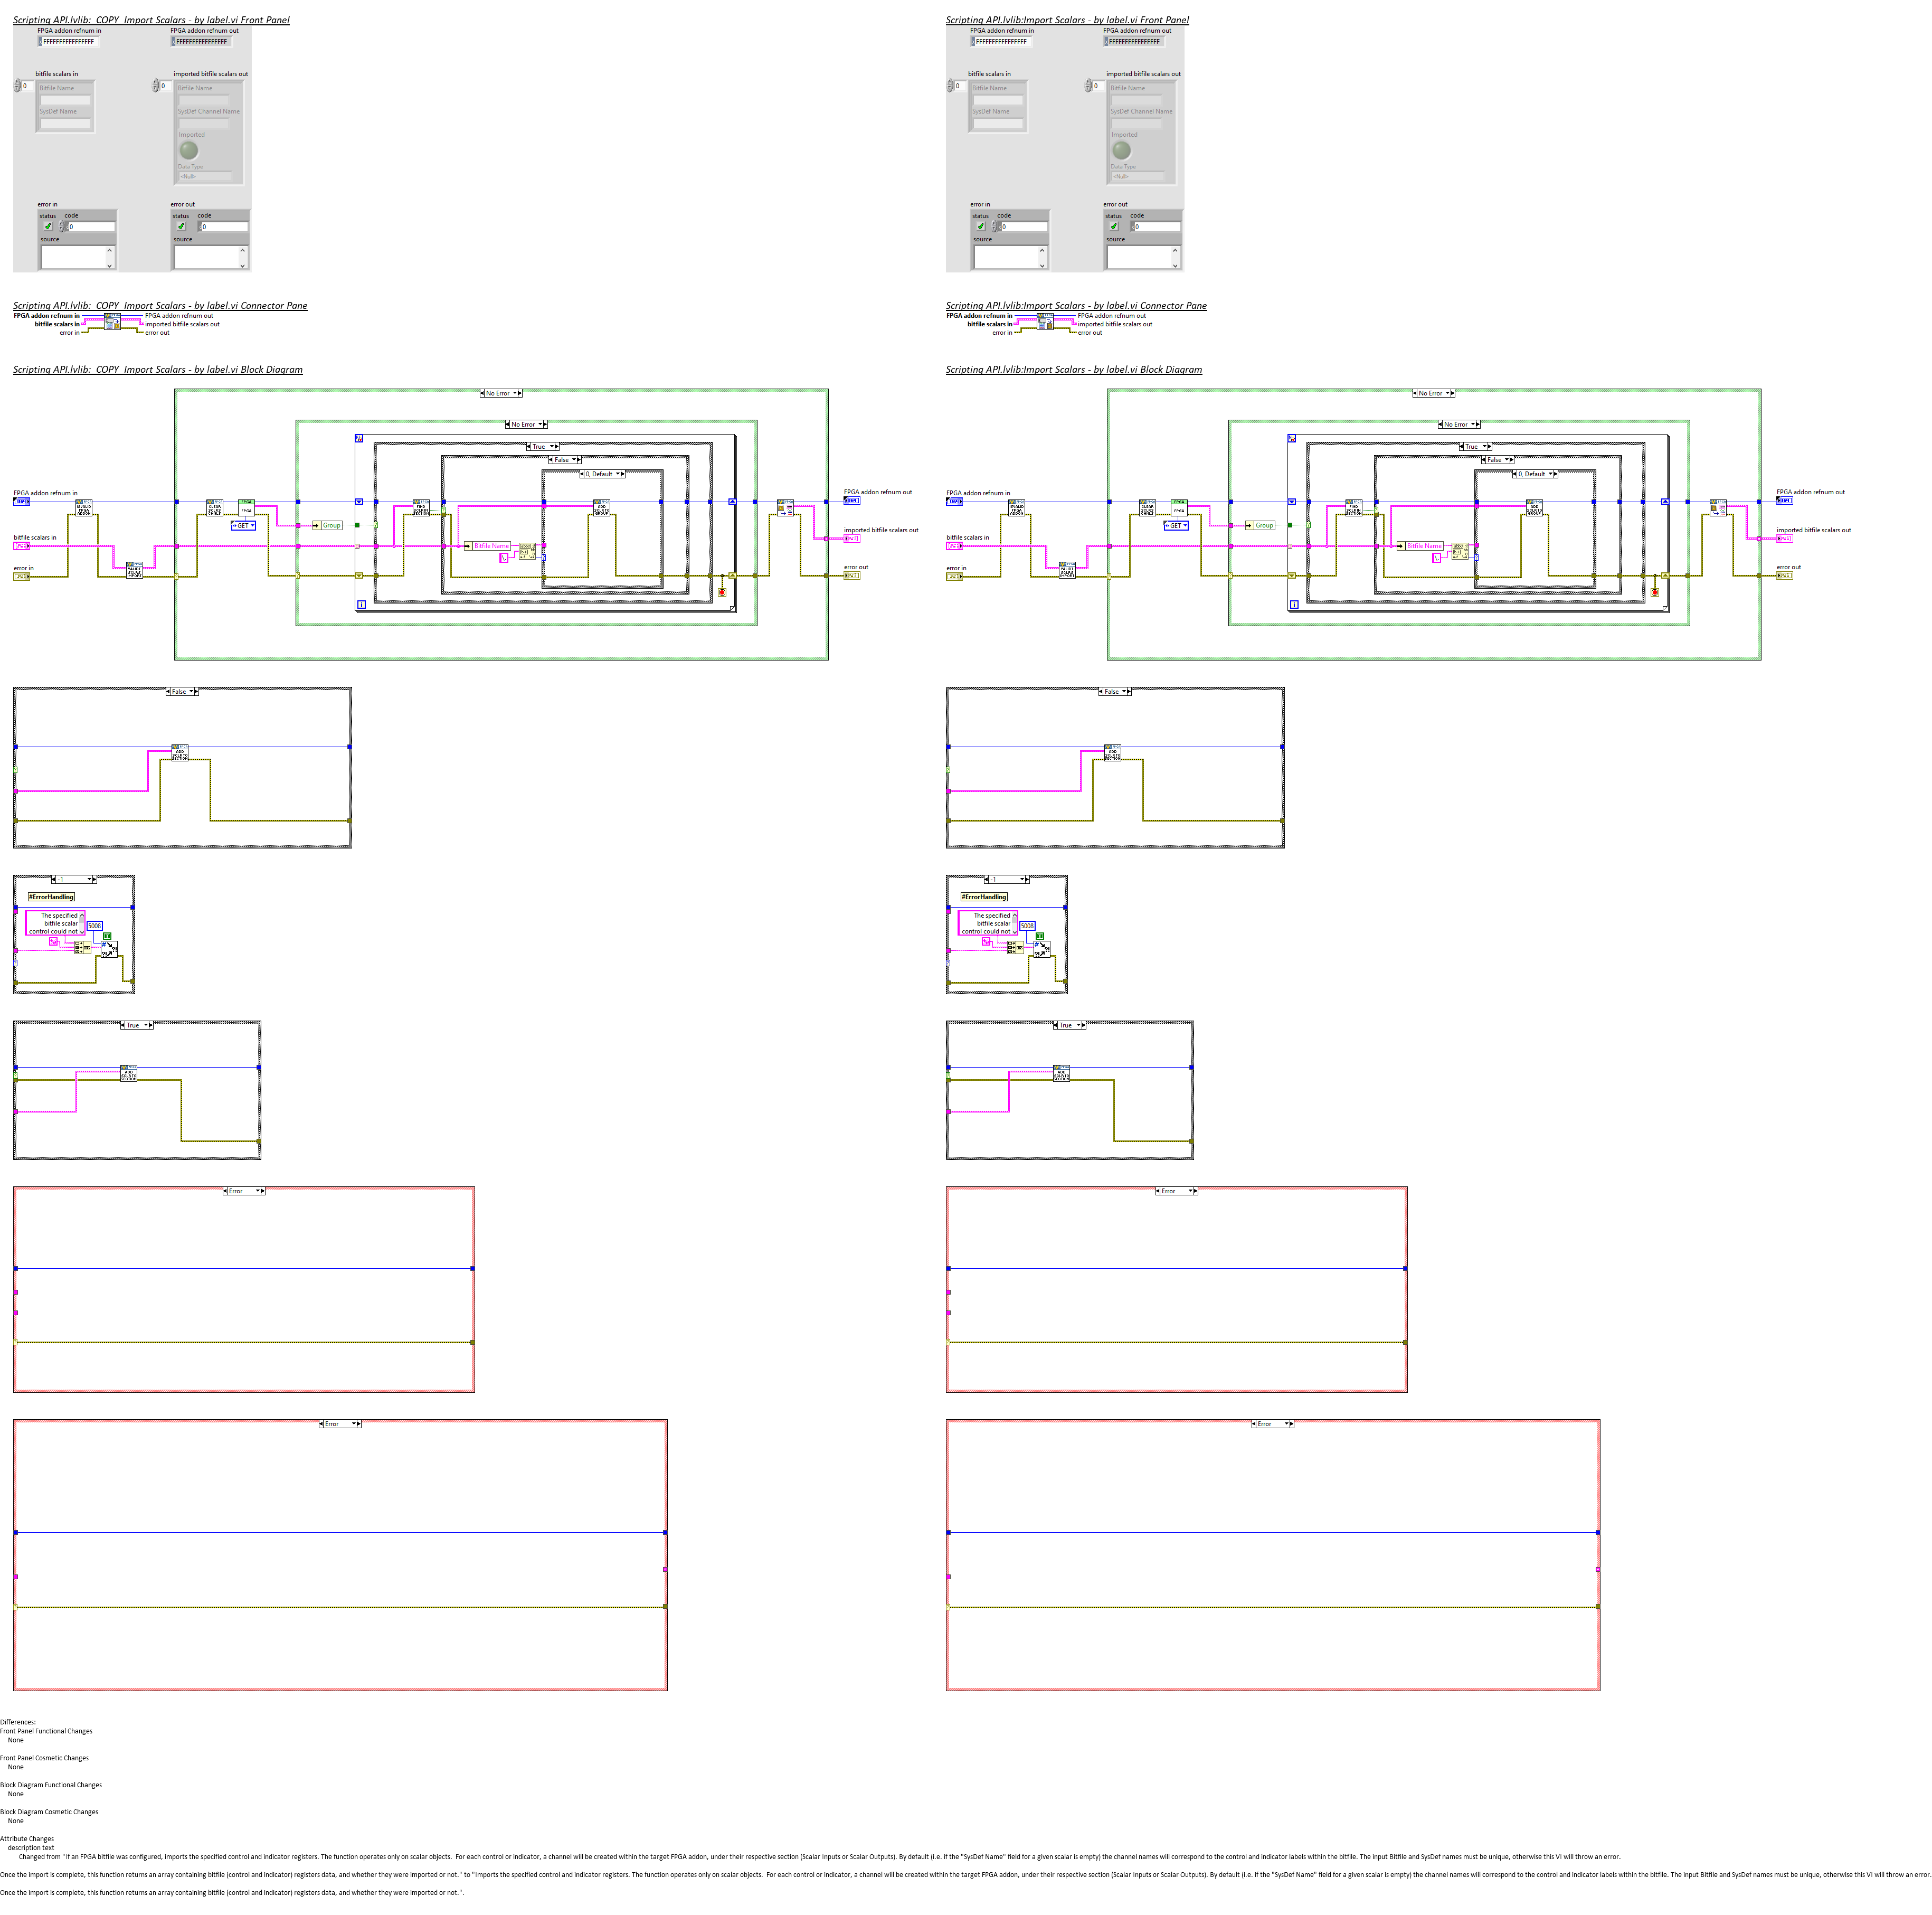 Scripting API.lvlib:_COPY_Import Scalars - by label.vi Front Panel
FPGA addon refnum in
FPGA addon refnum out
FFFFFFFFFFFFFFFF
FFFFFFFFFFFFFFFF
bitfile scalars in
imported bitfile scalars out
0
Bitfile Name
0
Bitfile Name
SysDef Name
SysDef Channel Name
Imported
Data Type
<Null>
error in
error out
status
code
status
code
0
0
source
source
Scripting API.lvlib:Import Scalars - by label.vi Front Panel
FPGA addon refnum in
FPGA addon refnum out
FFFFFFFFFFFFFFFF
FFFFFFFFFFFFFFFF
bitfile scalars in
imported bitfile scalars out
0
Bitfile Name
0
Bitfile Name
SysDef Name
SysDef Channel Name
Imported
Data Type
<Null>
error in
error out
status
code
status
code
0
0
source
source
Scripting API.lvlib:_COPY_Import Scalars - by label.vi Connector Pane
FPGA addon refnum in
FPGA addon refnum out
bitfile scalars in
imported bitfile scalars out
error in
error out
Scripting API.lvlib:Import Scalars - by label.vi Connector Pane
FPGA addon refnum in
FPGA addon refnum out
bitfile scalars in
imported bitfile scalars out
error in
error out
Scripting API.lvlib:_COPY_Import Scalars - by label.vi Block Diagram
No Error
No Error
True
False
0, Default
FPGA addon refnum in
FPGA addon refnum out
FPGA
FPGA
GET
Group
imported bitfile scalars out
bitfile scalars in
Bitfile Name
error in
error out
Scripting API.lvlib:Import Scalars - by label.vi Block Diagram
No Error
No Error
True
False
0, Default
FPGA addon refnum in
FPGA addon refnum out
FPGA
FPGA
GET
Group
imported bitfile scalars out
bitfile scalars in
Bitfile Name
error in
error out
False
ADD
SECTION
False
ADD
SECTION
-1
#ErrorHandling
The specified
bitfile scalar
control could not
5008
-1
#ErrorHandling
The specified
bitfile scalar
control could not
5008
True
ADD
SECTION
True
ADD
SECTION
Error
Error
Error
Error
Differences:
Front Panel Functional Changes
None
Front Panel Cosmetic Changes
None
Block Diagram Functional Changes
None
Block Diagram Cosmetic Changes
None
Attribute Changes
description text
Changed from "If an FPGA bitfile was configured, imports the specified control and indicator registers. The function operates only on scalar objects.  For each control or indicator, a channel will be created within the target FPGA addon, under their respective section (Scalar Inputs or Scalar Outputs). By default (i.e. if the "SysDef Name" field for a given scalar is empty) the channel names will correspond to the control and indicator labels within the bitfile. The input Bitfile and SysDef names must be unique, otherwise this VI will throw an error.
Once the import is complete, this function returns an array containing bitfile (control and indicator) registers data, and whether they were imported or not." to "Imports the specified control and indicator registers. The function operates only on scalar objects.  For each control or indicator, a channel will be created within the target FPGA addon, under their respective section (Scalar Inputs or Scalar Outputs). By default (i.e. if the "SysDef Name" field for a given scalar is empty) the channel names will correspond to the control and indicator labels within the bitfile. The input Bitfile and SysDef names must be unique, otherwise this VI will throw an error.
Once the import is complete, this function returns an array containing bitfile (control and indicator) registers data, and whether they were imported or not.".